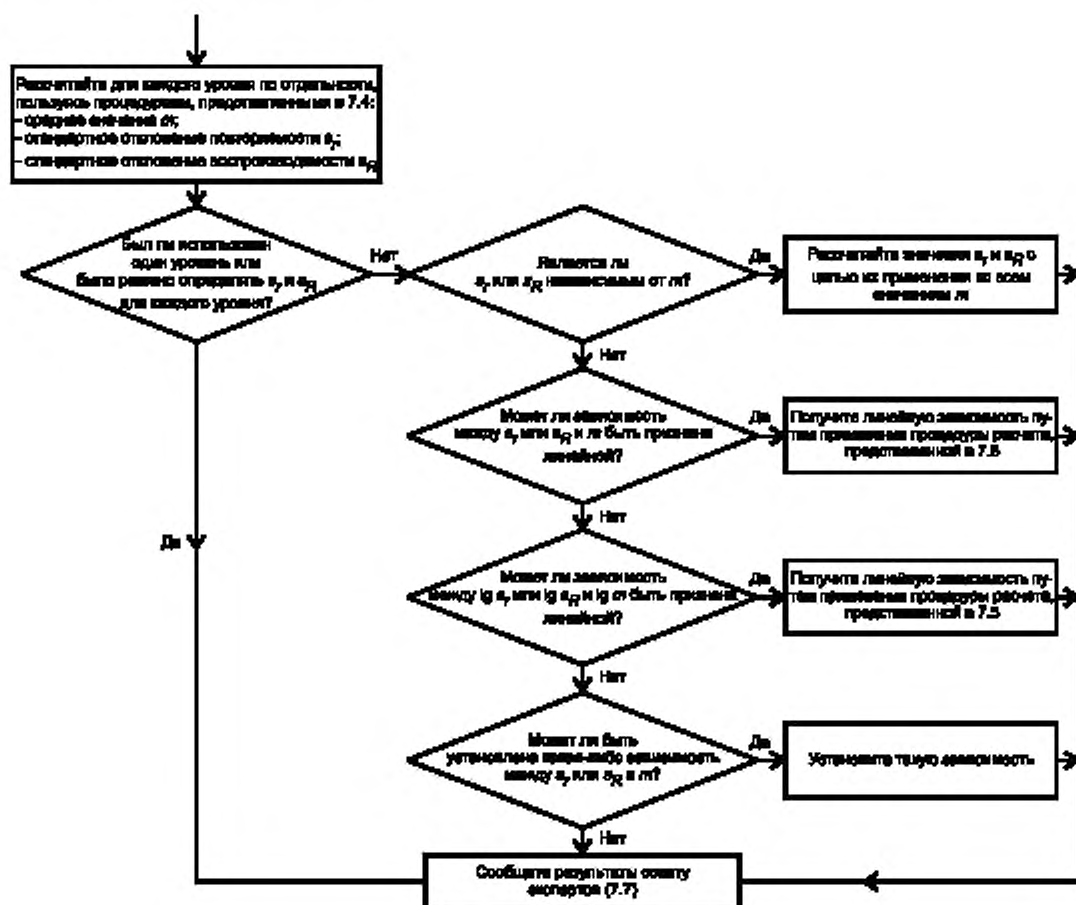 Рассчитайте для каждого уровня по отдельности,
пользуясь процедурами, представленными в 7.4:
– среднее значение m;
– стандартное отклонение повторяемости s_r;
– стандартное отклонение воспроизводимости s_R
Был ли использован
один уровень или
было решено определить s_r и s_R
для каждого уровня?
Нет
Является ли
s_r или s_R независимым от m?
Да
Рассчитайте значения s_r и s_R с
целью их применения ко всем
значениям m
Нет
Может ли зависимость
между s_r или s_R и m быть признана
линейной?
Да
Получите линейную зависимость пу-
тем применения процедуры расчета,
представленной в 7.5
Нет
Да
Может ли зависимость
между lg s_r или lg s_R и lg m быть признана
линейной?
Да
Получите линейную зависимость пу-
тем применения процедуры расчета,
представленной в 7.5
Нет
Может ли быть
установлена какая-либо зависимость
между s_r или s_R и m?
Да
Установите такую зависимость
Нет
Сообщите результаты совету
экспертов (7.7)